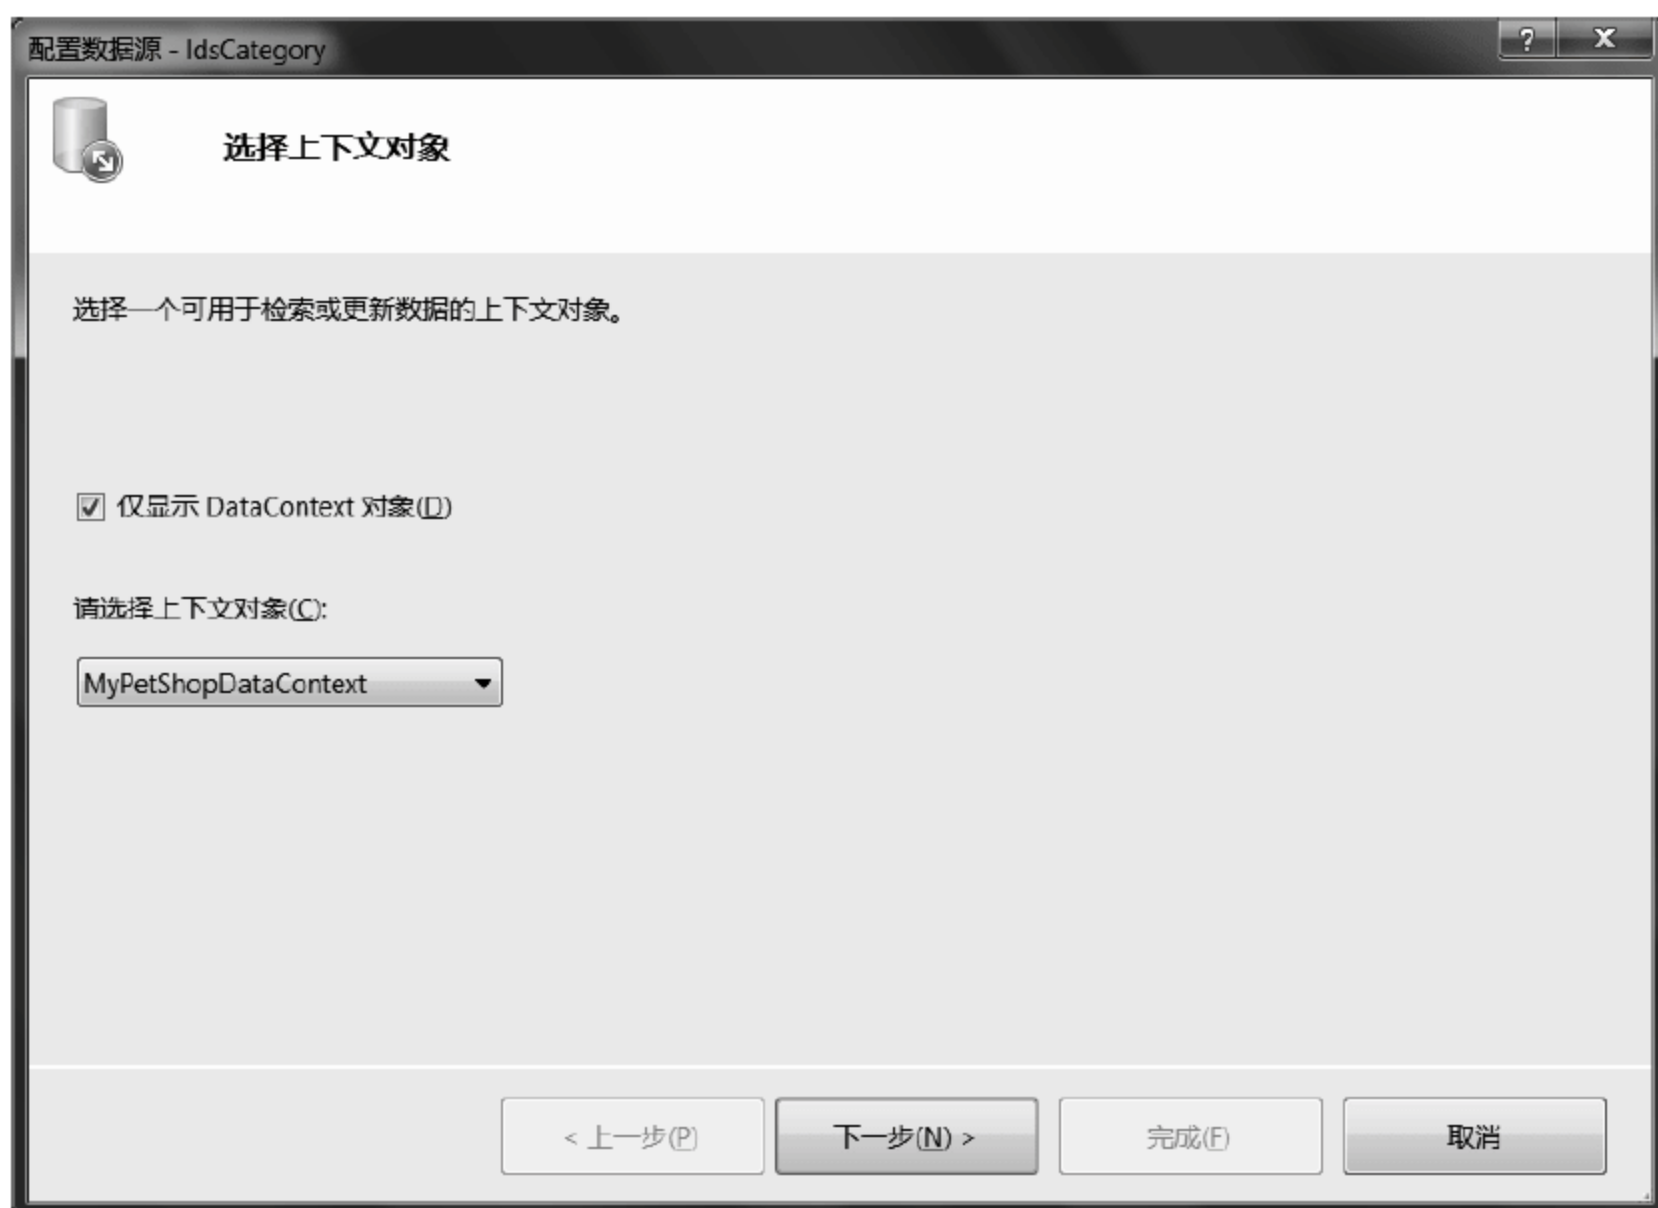 配置数据源 - ldsCategory
? X
选择上下文对象
选择一个可用于检索或更新数据的上下文对象。
仅显示 DataContext 对象(D)
请选择上下文对象(C):
MyPetShopDataContext
< 上一步(P)
下一步(N) >
完成(F)
取消